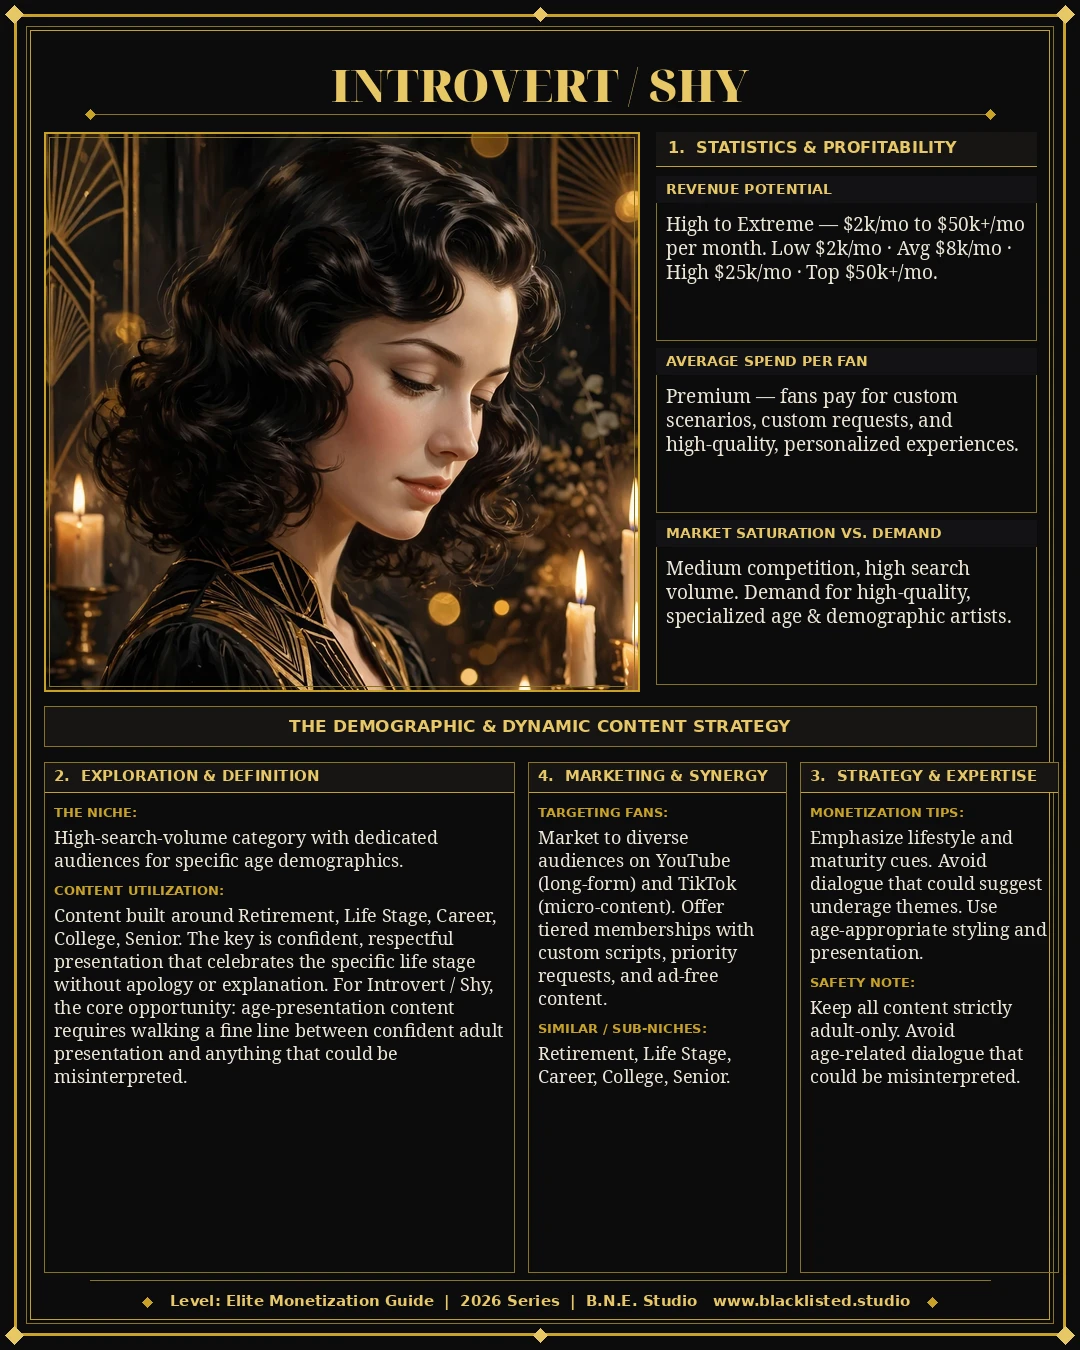 INTROVERT / SHY
1. STATISTICS & PROFITABILITY
REVENUE POTENTIAL
High to Extreme — $2k/mo to $50k+/mo
per month. Low $2k/mo · Avg $8k/mo ·
High $25k/mo · Top $50k+/mo.
AVERAGE SPEND PER FAN
Premium — fans pay for custom
scenarios, custom requests, and
high-quality, personalized experiences.
MARKET SATURATION VS. DEMAND
Medium competition, high search
volume. Demand for high-quality,
specialized age & demographic artists.
THE DEMOGRAPHIC & DYNAMIC CONTENT STRATEGY
2. EXPLORATION & DEFINITION
THE NICHE:
High-search-volume category with dedicated
audiences for specific age demographics.
CONTENT UTILIZATION:
Content built around Retirement, Life Stage, Career,
College, Senior. The key is confident, respectful
presentation that celebrates the specific life stage
without apology or explanation. For Introvert / Shy,
the core opportunity: age-presentation content
requires walking a fine line between confident adult
presentation and anything that could be
misinterpreted.
4. MARKETING & SYNERGY
TARGETING FANS:
Market to diverse
audiences on YouTube
(long-form) and TikTok
(micro-content). Offer
tiered memberships with
custom scripts, priority
requests, and ad-free
content.
SIMILAR / SUB-NICHES:
Retirement, Life Stage,
Career, College, Senior.
3. STRATEGY & EXPERTISE
MONETIZATION TIPS:
Emphasize lifestyle and
maturity cues. Avoid
dialogue that could suggest
underage themes. Use
age-appropriate styling and
presentation.
SAFETY NOTE:
Keep all content strictly
adult-only. Avoid
age-related dialogue that
could be misinterpreted.
Level: Elite Monetization Guide | 2026 Series | B.N.E. Studio www.blacklisted.studio